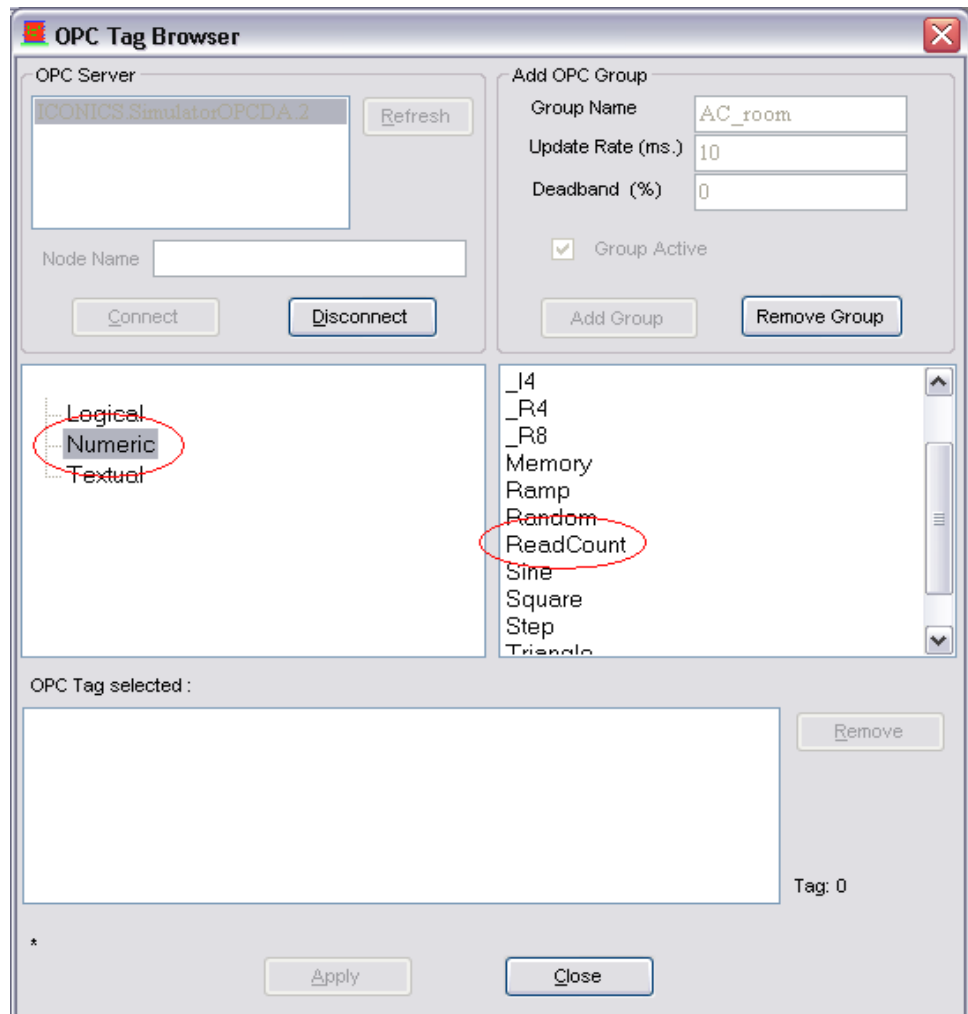 OPC Tag Browser
OPC Server
ICONICS.SimulatorOPCDA.2
Refresh
Node Name
Connect
Disconnect
Add OPC Group
Group Name
AC_room
Update Rate (ms.)
10
Deadband (%)
0
Group Active
Add Group
Remove Group
Logical
Numeric
Textual
_I4
_R4
_R8
Memory
Ramp
Random
ReadCount
Sine
Square
Step
Triangle
OPC Tag selected :
Remove
Tag: 0
*
Apply
Close